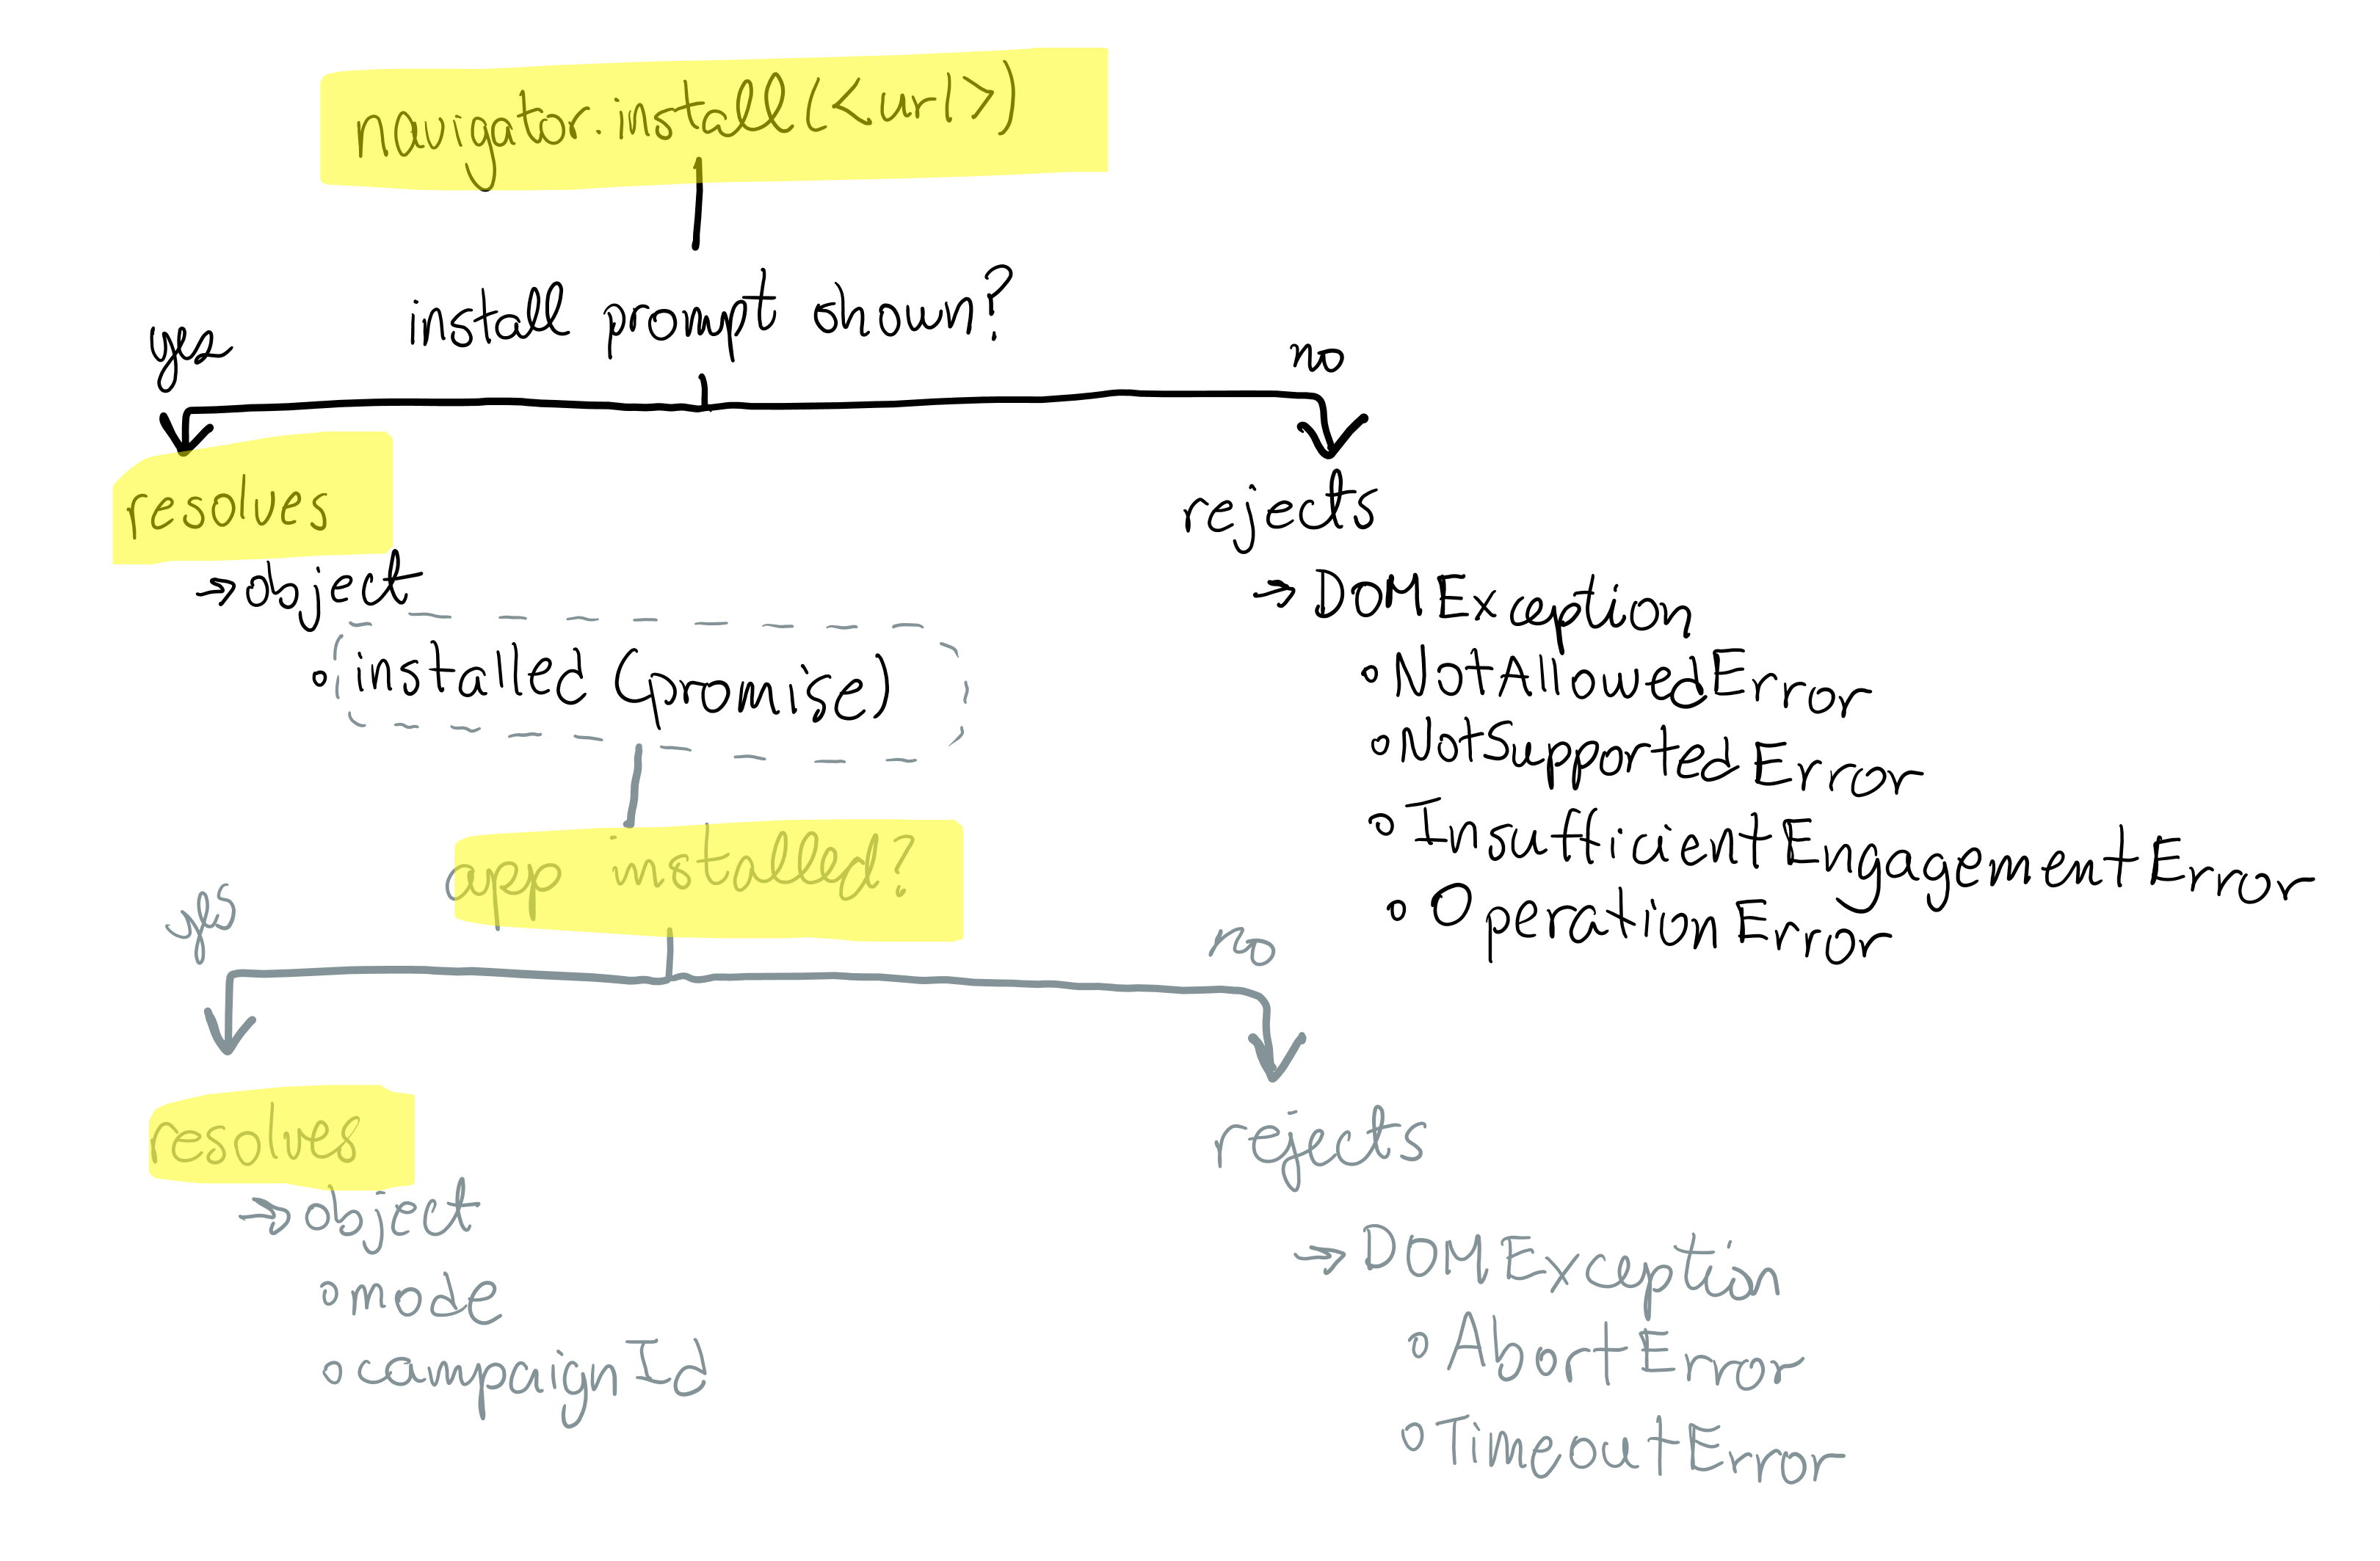 navigator.install(<url>)
install prompt shown?
yes
no
resolves
→ object
◦ installed (promise)
rejects
→ DOMException
◦ NotAllowedError
◦ NotSupportedError
◦ InsufficientEngagementError
◦ OperationError
app installed?
yes
no
resolves
→ object
◦ mode
◦ campaignId
rejects
→ DOMException
◦ AbortError
◦ TimeoutError